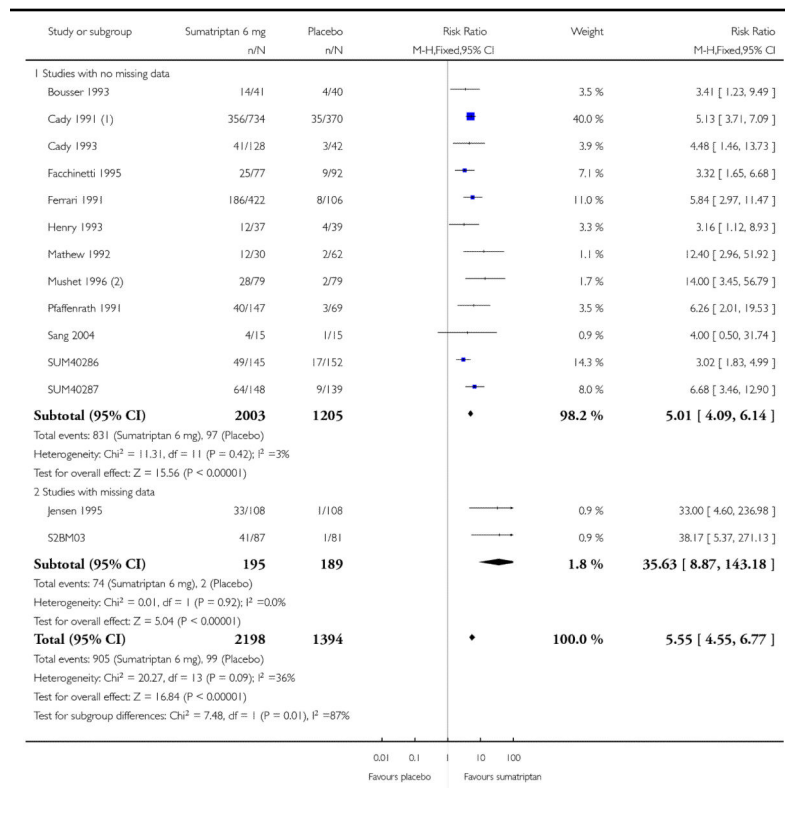 Study or subgroup Sumatriptan 6 mg Placebo Risk Ratio Weight Risk Ratio
n/N n/N M-H,Fixed,95% CI M-H,Fixed,95% CI
1 Studies with no missing data
Bousser 1993 14/41 4/40 3.5 % 3.41 [ 1.23, 9.49 ]
Cady 1991 (1) 356/734 35/370 40.0 % 5.13 [ 3.71, 7.09 ]
Cady 1993 41/128 3/42 3.9 % 4.48 [ 1.46, 13.73 ]
Facchinetti 1995 25/77 9/92 7.1 % 3.32 [ 1.65, 6.68 ]
Ferrari 1991 186/422 8/106 11.0 % 5.84 [ 2.97, 11.47 ]
Henry 1993 12/37 4/39 3.3 % 3.16 [ 1.12, 8.93 ]
Mathew 1992 12/30 2/62 1.1 % 12.40 [ 2.96, 51.92 ]
Mushet 1996 (2) 28/79 2/79 1.7 % 14.00 [ 3.45, 56.79 ]
Pfaffenrath 1991 40/147 3/69 3.5 % 6.26 [ 2.01, 19.53 ]
Sang 2004 4/15 1/15 0.9 % 4.00 [ 0.50, 31.74 ]
SUM40286 49/145 17/152 14.3 % 3.02 [ 1.83, 4.99 ]
SUM40287 64/148 9/139 8.0 % 6.68 [ 3.46, 12.90 ]
Subtotal (95% CI) 2003 1205 98.2 % 5.01 [ 4.09, 6.14 ]
Total events: 831 (Sumatriptan 6 mg), 97 (Placebo)
Heterogeneity: Chi² = 11.31, df = 11 (P = 0.42); I² =3%
Test for overall effect: Z = 15.56 (P < 0.00001)
2 Studies with missing data
Jensen 1995 33/108 1/108 0.9 % 33.00 [ 4.60, 236.98 ]
S2BM03 41/87 1/81 0.9 % 38.17 [ 5.37, 271.13 ]
Subtotal (95% CI) 195 189 1.8 % 35.63 [ 8.87, 143.18 ]
Total events: 74 (Sumatriptan 6 mg), 2 (Placebo)
Heterogeneity: Chi² = 0.01, df = 1 (P = 0.92); I² =0.0%
Test for overall effect: Z = 5.04 (P < 0.00001)
Total (95% CI) 2198 1394 100.0 % 5.55 [ 4.55, 6.77 ]
Total events: 905 (Sumatriptan 6 mg), 99 (Placebo)
Heterogeneity: Chi² = 20.27, df = 13 (P = 0.09); I² =36%
Test for overall effect: Z = 16.84 (P < 0.00001)
Test for subgroup differences: Chi² = 7.48, df = 1 (P = 0.01), I² =87%
0.01 0.1 1 10 100
Favours placebo Favours sumatriptan